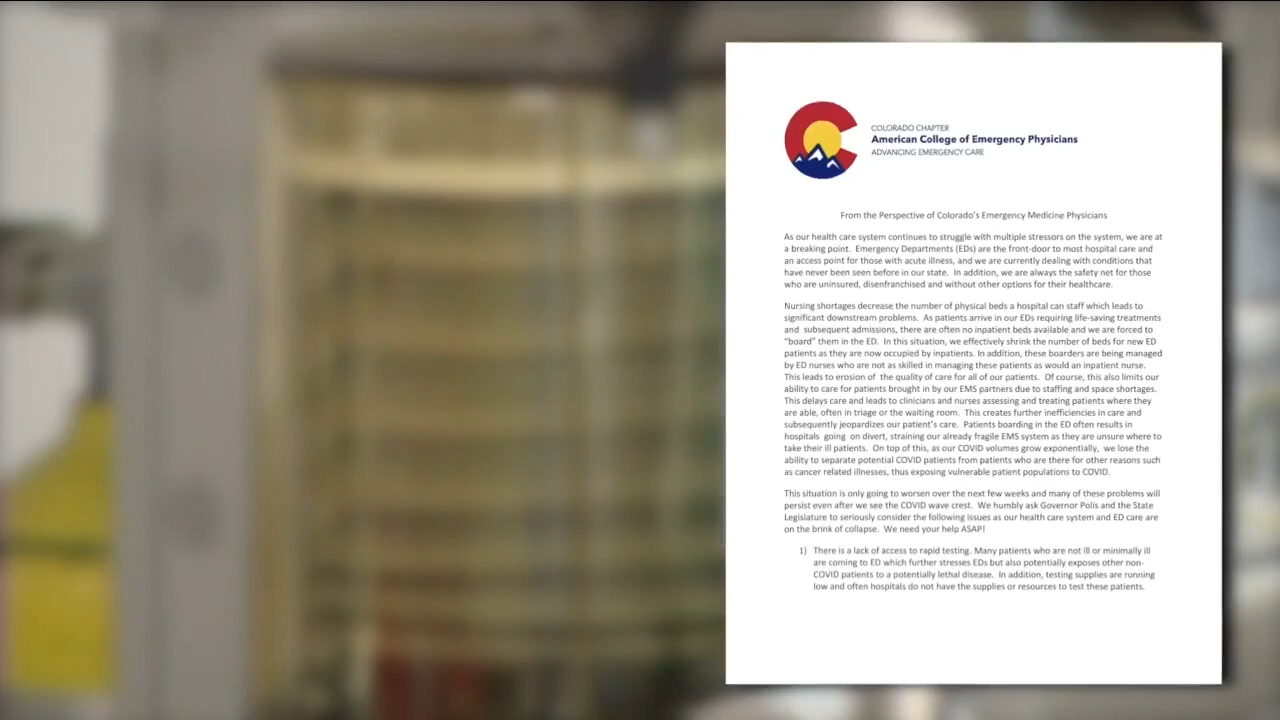 COLORADO CHAPTER
American College of Emergency Physicians
ADVANCING EMERGENCY CARE
From the Perspective of Colorado's Emergency Medicine Physicians
As our health care system continues to struggle with multiple stressors on the system, we are at
a breaking point.  Emergency Departments (EDs) are the front-door to most hospital care and
an access point for those with acute illness, and we are currently dealing with conditions that
have never been seen before in our state.  In addition, we are always the safety net for those
who are uninsured, disenfranchised and without other options for their healthcare.
Nursing shortages decrease the number of physical beds a hospital can staff which leads to
significant downstream problems.  As patients arrive in our EDs requiring life-saving treatments
and  subsequent admissions, there are often no inpatient beds available and we are forced to
"board" them in the ED.  In this situation, we effectively shrink the number of beds for new ED
patients as they are now occupied by inpatients. In addition, these boarders are being managed
by ED nurses who are not as skilled in managing these patients as would an inpatient nurse.
This leads to erosion of  the quality of care for all of our patients.  Of course, this also limits our
ability to care for patients brought in by our EMS partners due to staffing and space shortages.
This delays care and leads to clinicians and nurses assessing and treating patients where they
are able, often in triage or the waiting room.  This creates further inefficiencies in care and
subsequently jeopardizes our patient's care.  Patients boarding in the ED often results in
hospitals  going  on divert, straining our already fragile EMS system as they are unsure where to
take their ill patients.  On top of this, as our COVID volumes grow exponentially,  we lose the
ability to separate potential COVID patients from patients who are there for other reasons such
as cancer related illnesses, thus exposing vulnerable patient populations to COVID.
This situation is only going to worsen over the next few weeks and many of these problems will
persist even after we see the COVID wave crest.  We humbly ask Governor Polis and the State
Legislature to seriously consider the following issues as our health care system and ED care are
on the brink of collapse.  We need your help ASAP!
1) There is a lack of access to rapid testing. Many patients who are not ill or minimally ill
are coming to ED which further stresses EDs but also potentially exposes other non-
COVID patients to a potentially lethal disease.  In addition, testing supplies are running
low and often hospitals do not have the supplies or resources to test these patients.